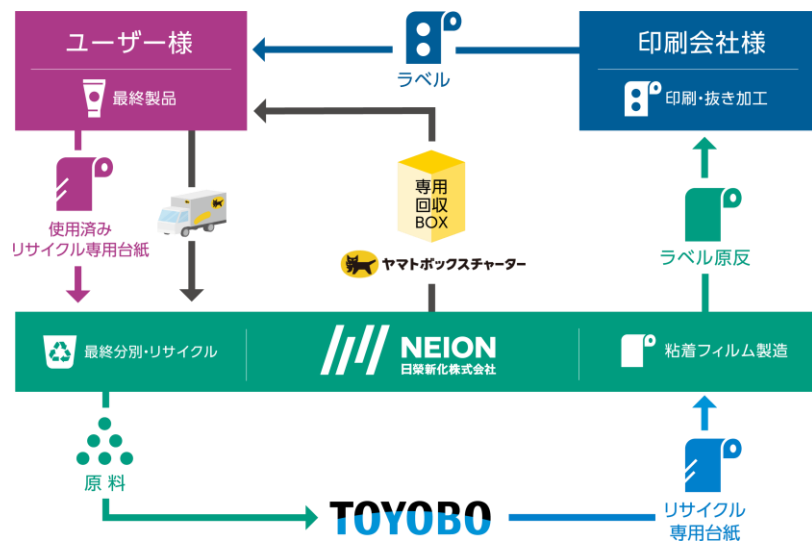 ユーザー様
最終製品
ラベル
印刷会社様
印刷・抜き加工
使用済み
リサイクル専用台紙
専用
回収
BOX
ヤマトボックスチャーター
ラベル原反
最終分別・リサイクル
NEION
日榮新化株式会社
粘着フィルム製造
原料
TOYOBO
リサイクル
専用台紙